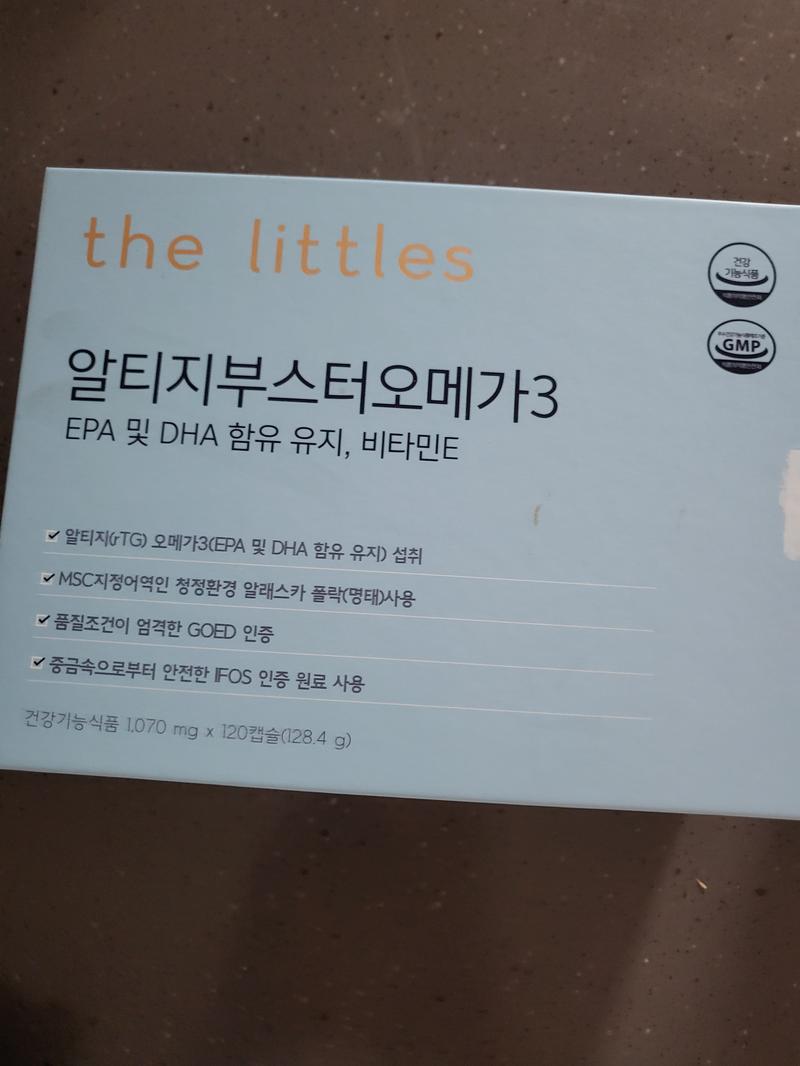 the littles
건강
기능식품
GMP
알티지부스터오메가3
EPA 및 DHA 함유 유지, 비타민E
알티지(rTG) 오메가3(EPA 및 DHA 함유 유지) 섭취
MSC지정어역인 청정환경 알래스카 폴락(명태)사용
품질조건이 엄격한 GOED 인증
중금속으로부터 안전한 IFOS 인증 원료 사용
건강기능식품 1,070 mg x 120캡슐(128.4 g)